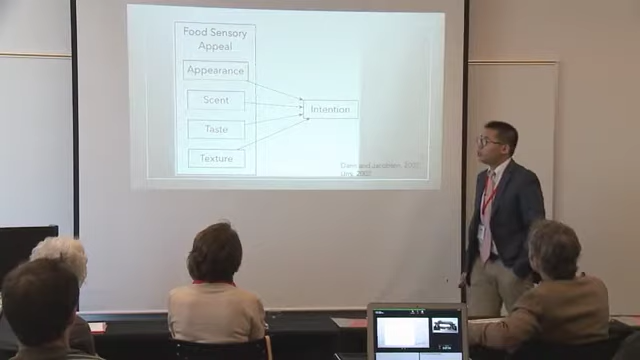 Food Sensory
Appeal
Appearance
Scent
Taste
Texture
Intention